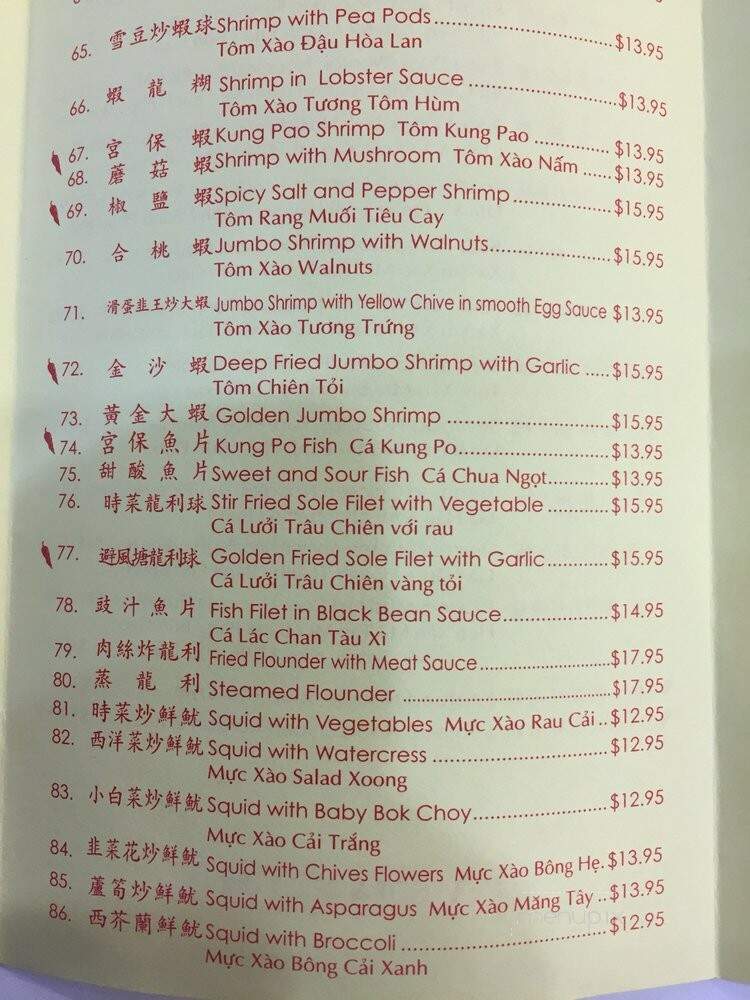 65. 雪豆炒蝦球 Shrimp with Pea Pods..............................$13.95
Tôm Xào Đậu Hòa Lan
66. 蝦龍糊 Shrimp in Lobster Sauce .........................$13.95
Tôm Xào Tương Tôm Hùm
67. 宮保蝦 Kung Pao Shrimp Tôm Kung Pao ............. $13.95
68. 蘑菇蝦 Shrimp with Mushroom Tôm Xào Nấm ......$13.95
69. 椒鹽蝦 Spicy Salt and Pepper Shrimp.................$15.95
Tôm Rang Muối Tiêu Cay
70. 合桃蝦 Jumbo Shrimp with Walnuts.....................$15.95
Tôm Xào Walnuts
71. 滑蛋韭王炒大蝦 Jumbo Shrimp with Yellow Chive in smooth Egg Sauce $13.95
Tôm Xào Tương Trứng
72. 金沙蝦 Deep Fried Jumbo Shrimp with Garlic .....$15.95
Tôm Chiên Tỏi
73. 黃金大蝦 Golden Jumbo Shrimp ...........................$15.95
74. 宮保魚片 Kung Po Fish Cá Kung Po.........................$13.95
75. 甜酸魚片 Sweet and Sour Fish Cá Chua Ngọt..........$13.95
76. 時菜龍利球 Stir Fried Sole Filet with Vegetable ..........$15.95
Cá Lưởi Trâu Chiên với rau
77. 避風塘龍利球 Golden Fried Sole Filet with Garlic...........$15.95
Cá Lưởi Trâu Chiên vàng tỏi
78. 豉汁魚片 Fish Filet in Black Bean Sauce.................$14.95
Cá Lác Chan Tàu Xì
79. 肉絲炸龍利 Fried Flounder with Meat Sauce......................$17.95
80. 蒸龍利 Steamed Flounder ...................................$17.95
81. 時菜炒鮮魷 Squid with Vegetables Mực Xào Rau Cải..$12.95
82. 西洋菜炒鮮魷 Squid with Watercress .............................$12.95
Mực Xào Salad Xoong
83. 小白菜炒鮮魷 Squid with Baby Bok Choy......................$12.95
Mực Xào Cải Trắng
84. 韭菜花炒鮮魷 Squid with Chives Flowers Mực Xào Bông Hẹ.$13.95
85. 蘆筍炒鮮魷 Squid with Asparagus Mực Xào Măng Tây ..$13.95
86. 西芥蘭鮮魷 Squid with Broccoli..................................$12.95
Mực Xào Bông Cải Xanh